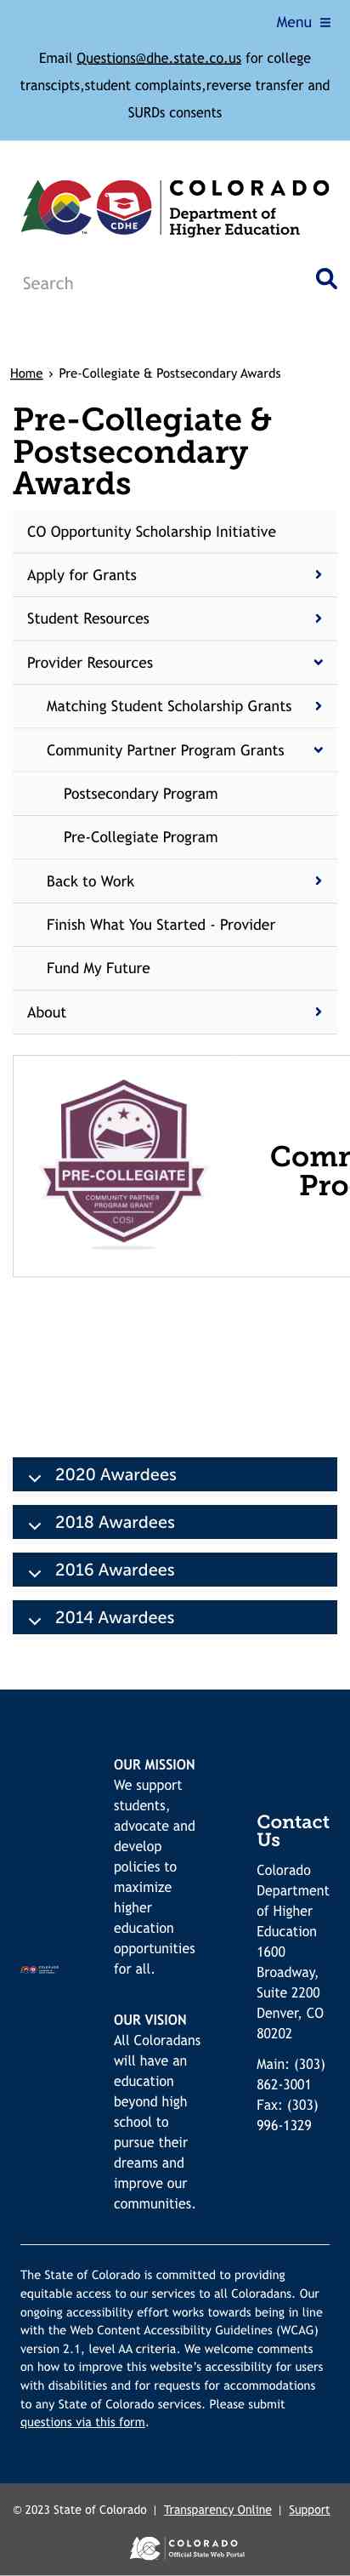 Menu
Email Questions@dhe.state.co.us for college
transcipts,student complaints,reverse transfer and
SURDs consents
COLORADO
CDHE
Department of
Higher Education
Search
Home › Pre-Collegiate & Postsecondary Awards
Pre-Collegiate &
Postsecondary
Awards
CO Opportunity Scholarship Initiative
Apply for Grants
Student Resources
Provider Resources
Matching Student Scholarship Grants
Community Partner Program Grants
Postsecondary Program
Pre-Collegiate Program
Back to Work
Finish What You Started - Provider
Fund My Future
About
PRE-COLLEGIATE
COMMUNITY PARTNER
PROGRAM GRANT
COSI
Comm
Pro
2020 Awardees
2018 Awardees
2016 Awardees
2014 Awardees
OUR MISSION
We support
students,
advocate and
develop
policies to
maximize
higher
education
opportunities
for all.
OUR VISION
All Coloradans
will have an
education
beyond high
school to
pursue their
dreams and
improve our
communities.
Contact
Us
Colorado
Department
of Higher
Education
1600
Broadway,
Suite 2200
Denver, CO
80202
Main: (303)
862-3001
Fax: (303)
996-1329
The State of Colorado is committed to providing
equitable access to our services to all Coloradans. Our
ongoing accessibility effort works towards being in line
with the Web Content Accessibility Guidelines (WCAG)
version 2.1, level AA criteria. We welcome comments
on how to improve this website's accessibility for users
with disabilities and for requests for accommodations
to any State of Colorado services. Please submit
questions via this form.
© 2023 State of Colorado | Transparency Online | Support
COLORADO
Official State Web Portal